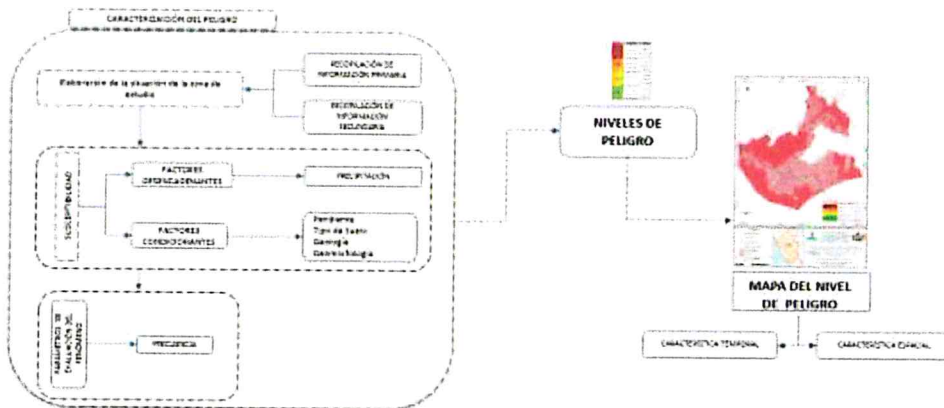 CARACTERIZACIÓN DEL PELIGRO
Elaboración de la situación de la zona de
estudio
RECOPILACIÓN DE
INFORMACIÓN PRIMARIA
RECOPILACIÓN DE
INFORMACIÓN
SECUNDARIA
SUSCEPTIBILIDAD
FACTORES
DESENCADENANTES
PRECIPITACIÓN
FACTORES
CONDICIONANTES
Pendiente
Tipo de Suelo
Geología
Geomorfología
PARÁMETROS DE
EVALUACIÓN DEL
FENÓMENO
FRECUENCIA
NIVELES DE
PELIGRO
MAPA DEL NIVEL
DE PELIGRO
CARACTERÍSTICA TEMPORAL
CARACTERÍSTICA ESPACIAL